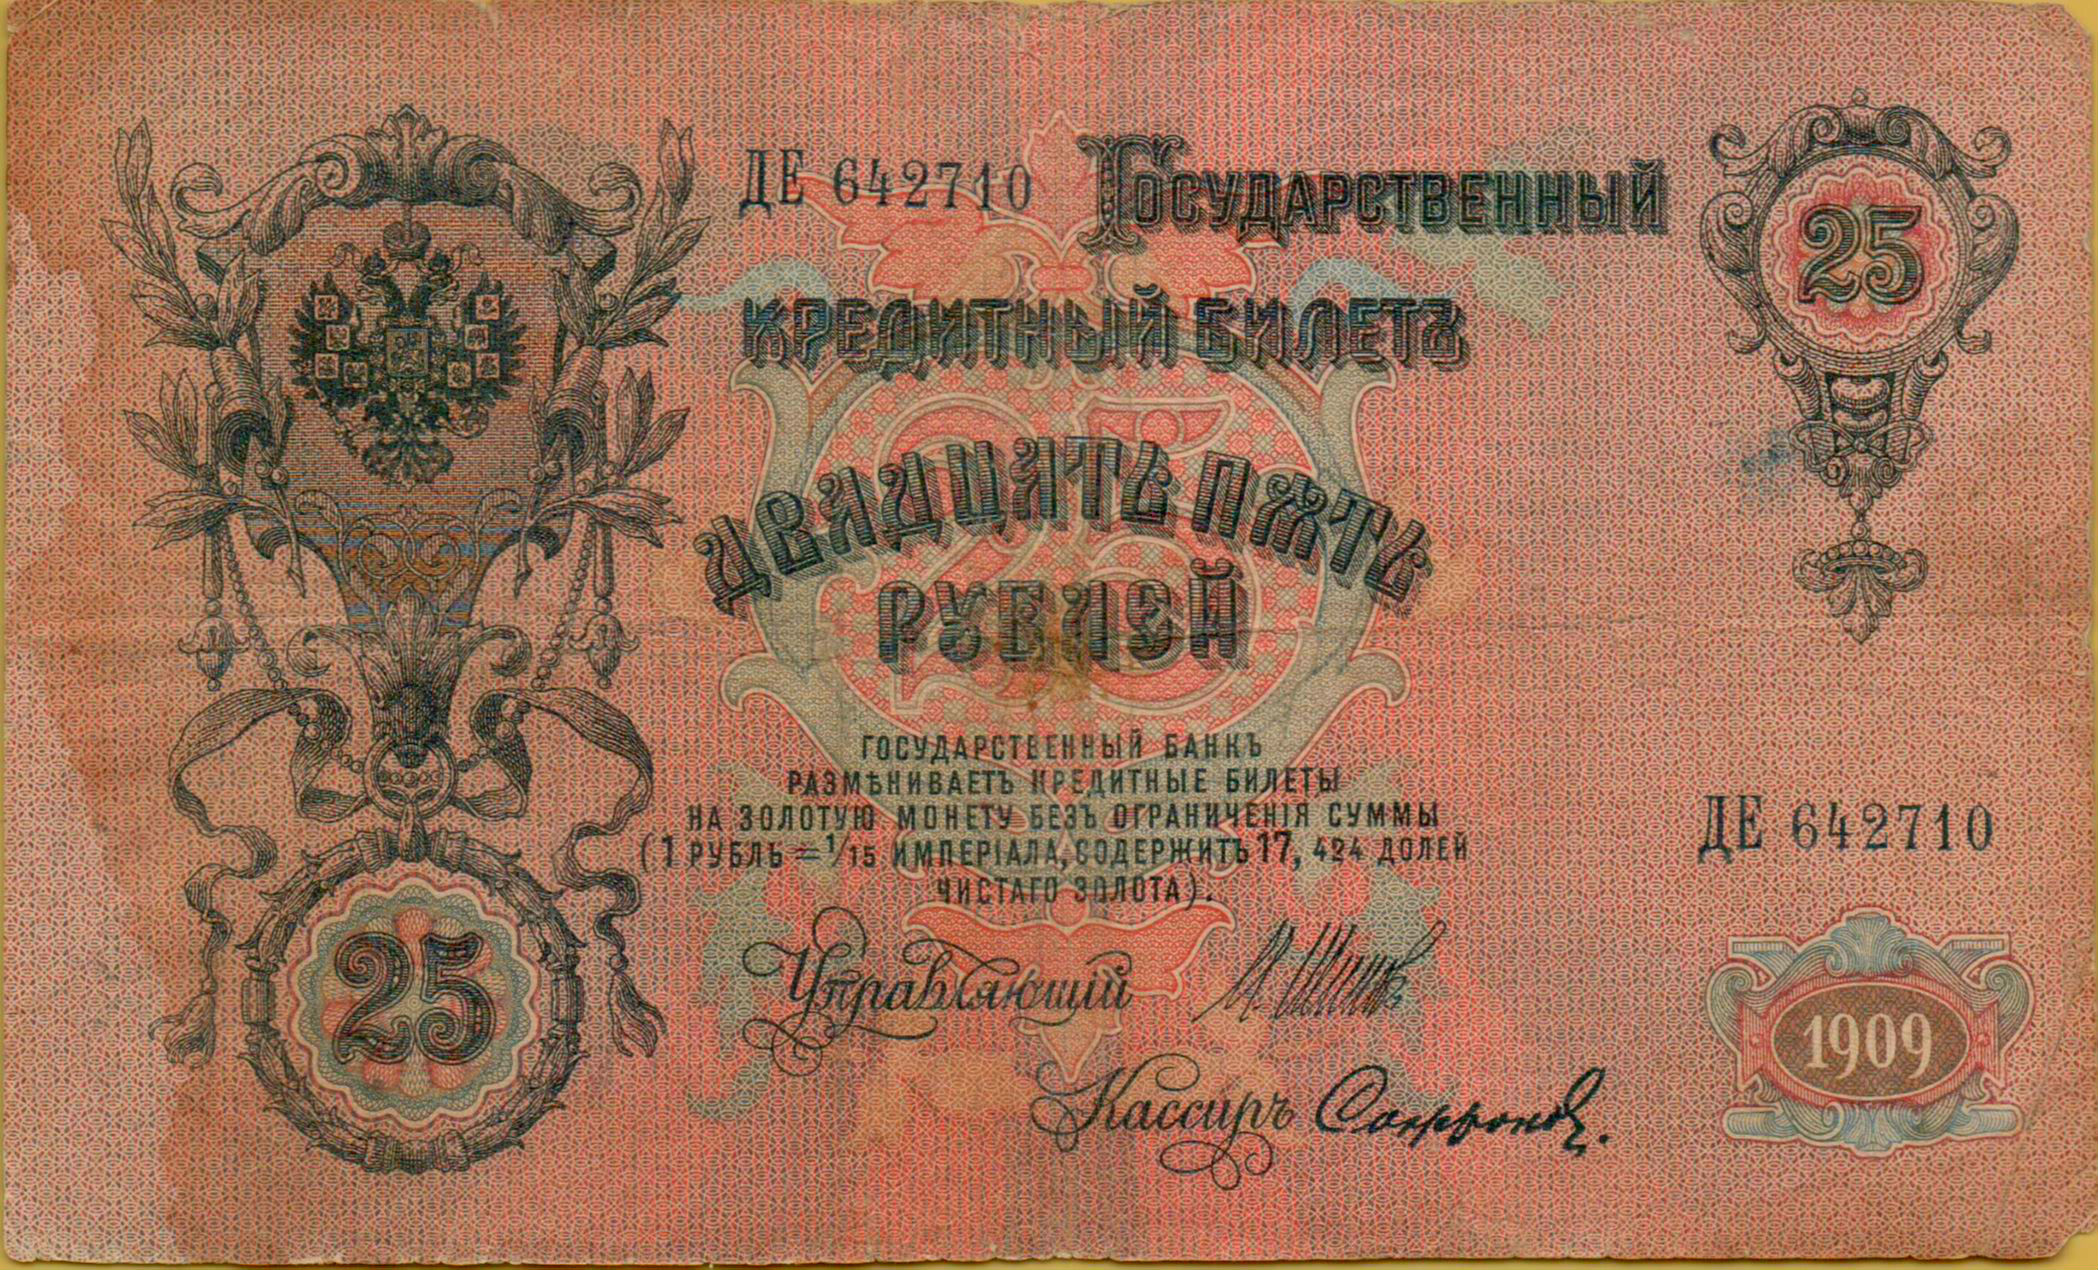 ДЕ 642710
Государственный
25
КРЕДИТНЫЙ БИЛЕТЪ
ДВАДЦАТЬ ПЯТЬ
РУБЛЕЙ
25
ГОСУДАРСТВЕННЫЙ БАНКЪ
РАЗМѢНИВАЕТЪ КРЕДИТНЫЕ БИЛЕТЫ
НА ЗОЛОТУЮ МОНЕТУ БЕЗЪ ОГРАНИЧЕНІЯ СУММЫ
(1 РУБЛЬ = 1/15 ИМПЕРІАЛА, СОДЕРЖИТЪ 17, 424 ДОЛЕЙ
ЧИСТАГО ЗОЛОТА).
ДЕ 642710
25
Управляющій
1909
Кассиръ Софронов.